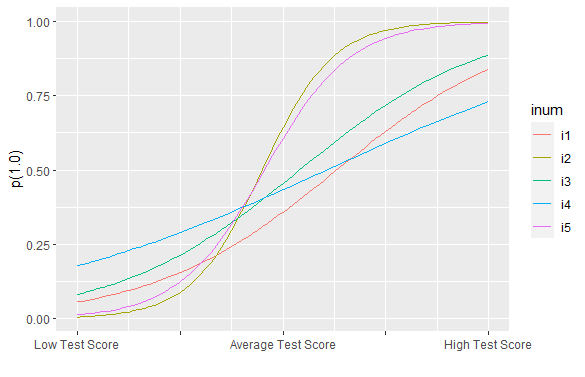 1.00
0.75
0.50
0.25
0.00
p(1.0)
Low Test Score
Average Test Score
High Test Score
inum
i1
i2
i3
i4
i5